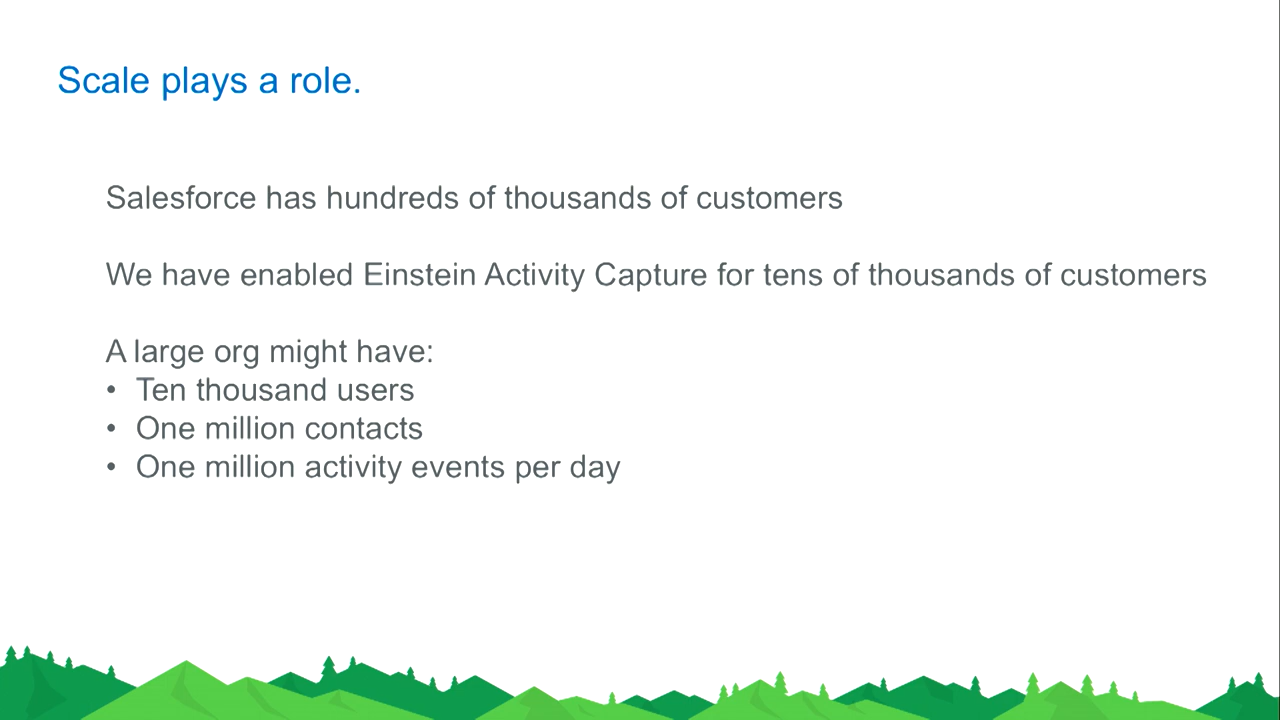 Scale plays a role.
Salesforce has hundreds of thousands of customers
We have enabled Einstein Activity Capture for tens of thousands of customers
A large org might have:
• Ten thousand users
• One million contacts
• One million activity events per day